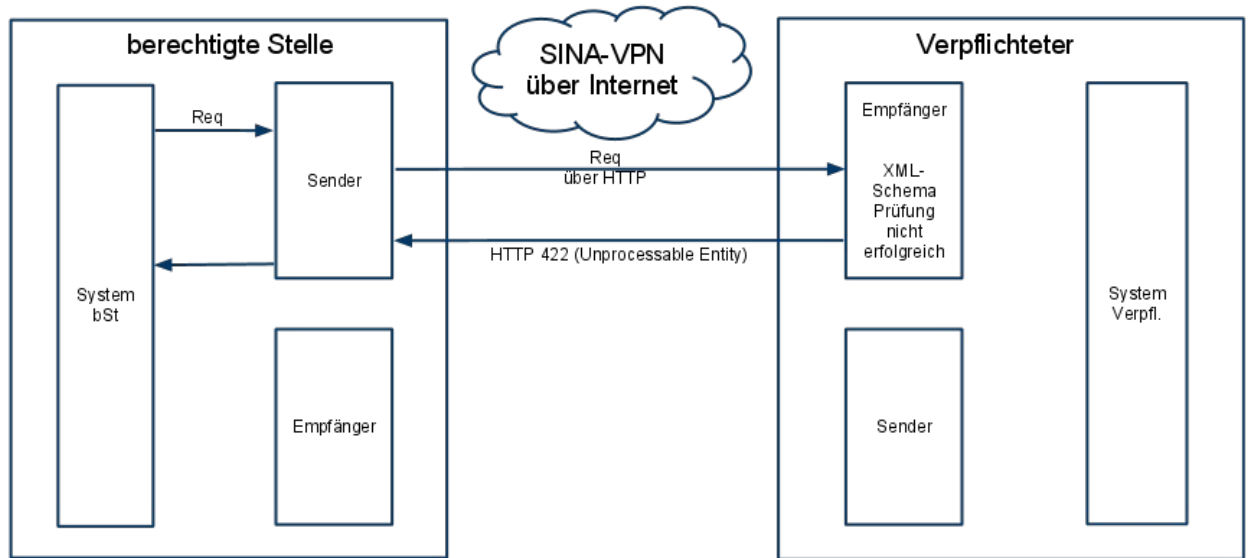 berechtigte Stelle
SINA-VPN
über Internet
Verpflichteter
Req
Sender
System
bSt
Empfänger
Req
über HTTP
HTTP 422 (Unprocessable Entity)
Empfänger
XML-
Schema
Prüfung
nicht
erfolgreich
Sender
System
Verpfl.